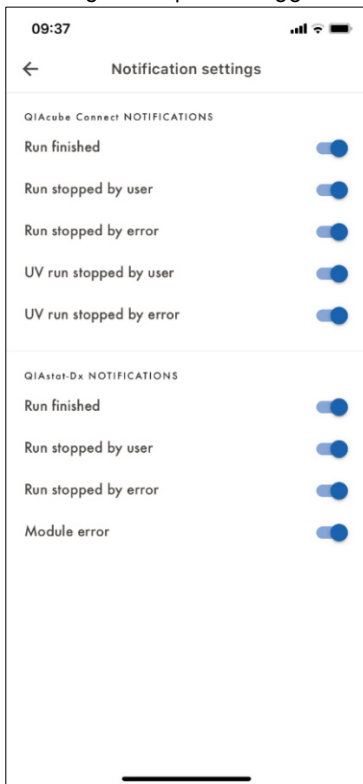 09:37
Notification settings
QIAcube Connect NOTIFICATIONS
Run finished
Run stopped by user
Run stopped by error
UV run stopped by user
UV run stopped by error
QIAstat-Dx NOTIFICATIONS
Run finished
Run stopped by user
Run stopped by error
Module error